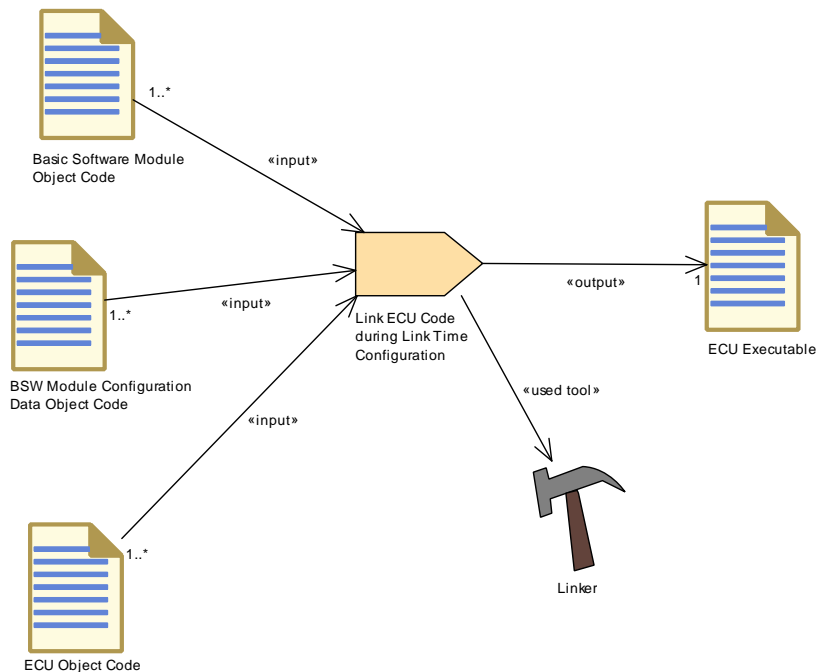 1..*
«input»
Basic Software Module
Object Code
«input»
1..*
BSW Module Configuration
Data Object Code
Link ECU Code
during Link Time
Configuration
«output»
1
ECU Executable
«used tool»
«input»
1..*
Linker
ECU Object Code